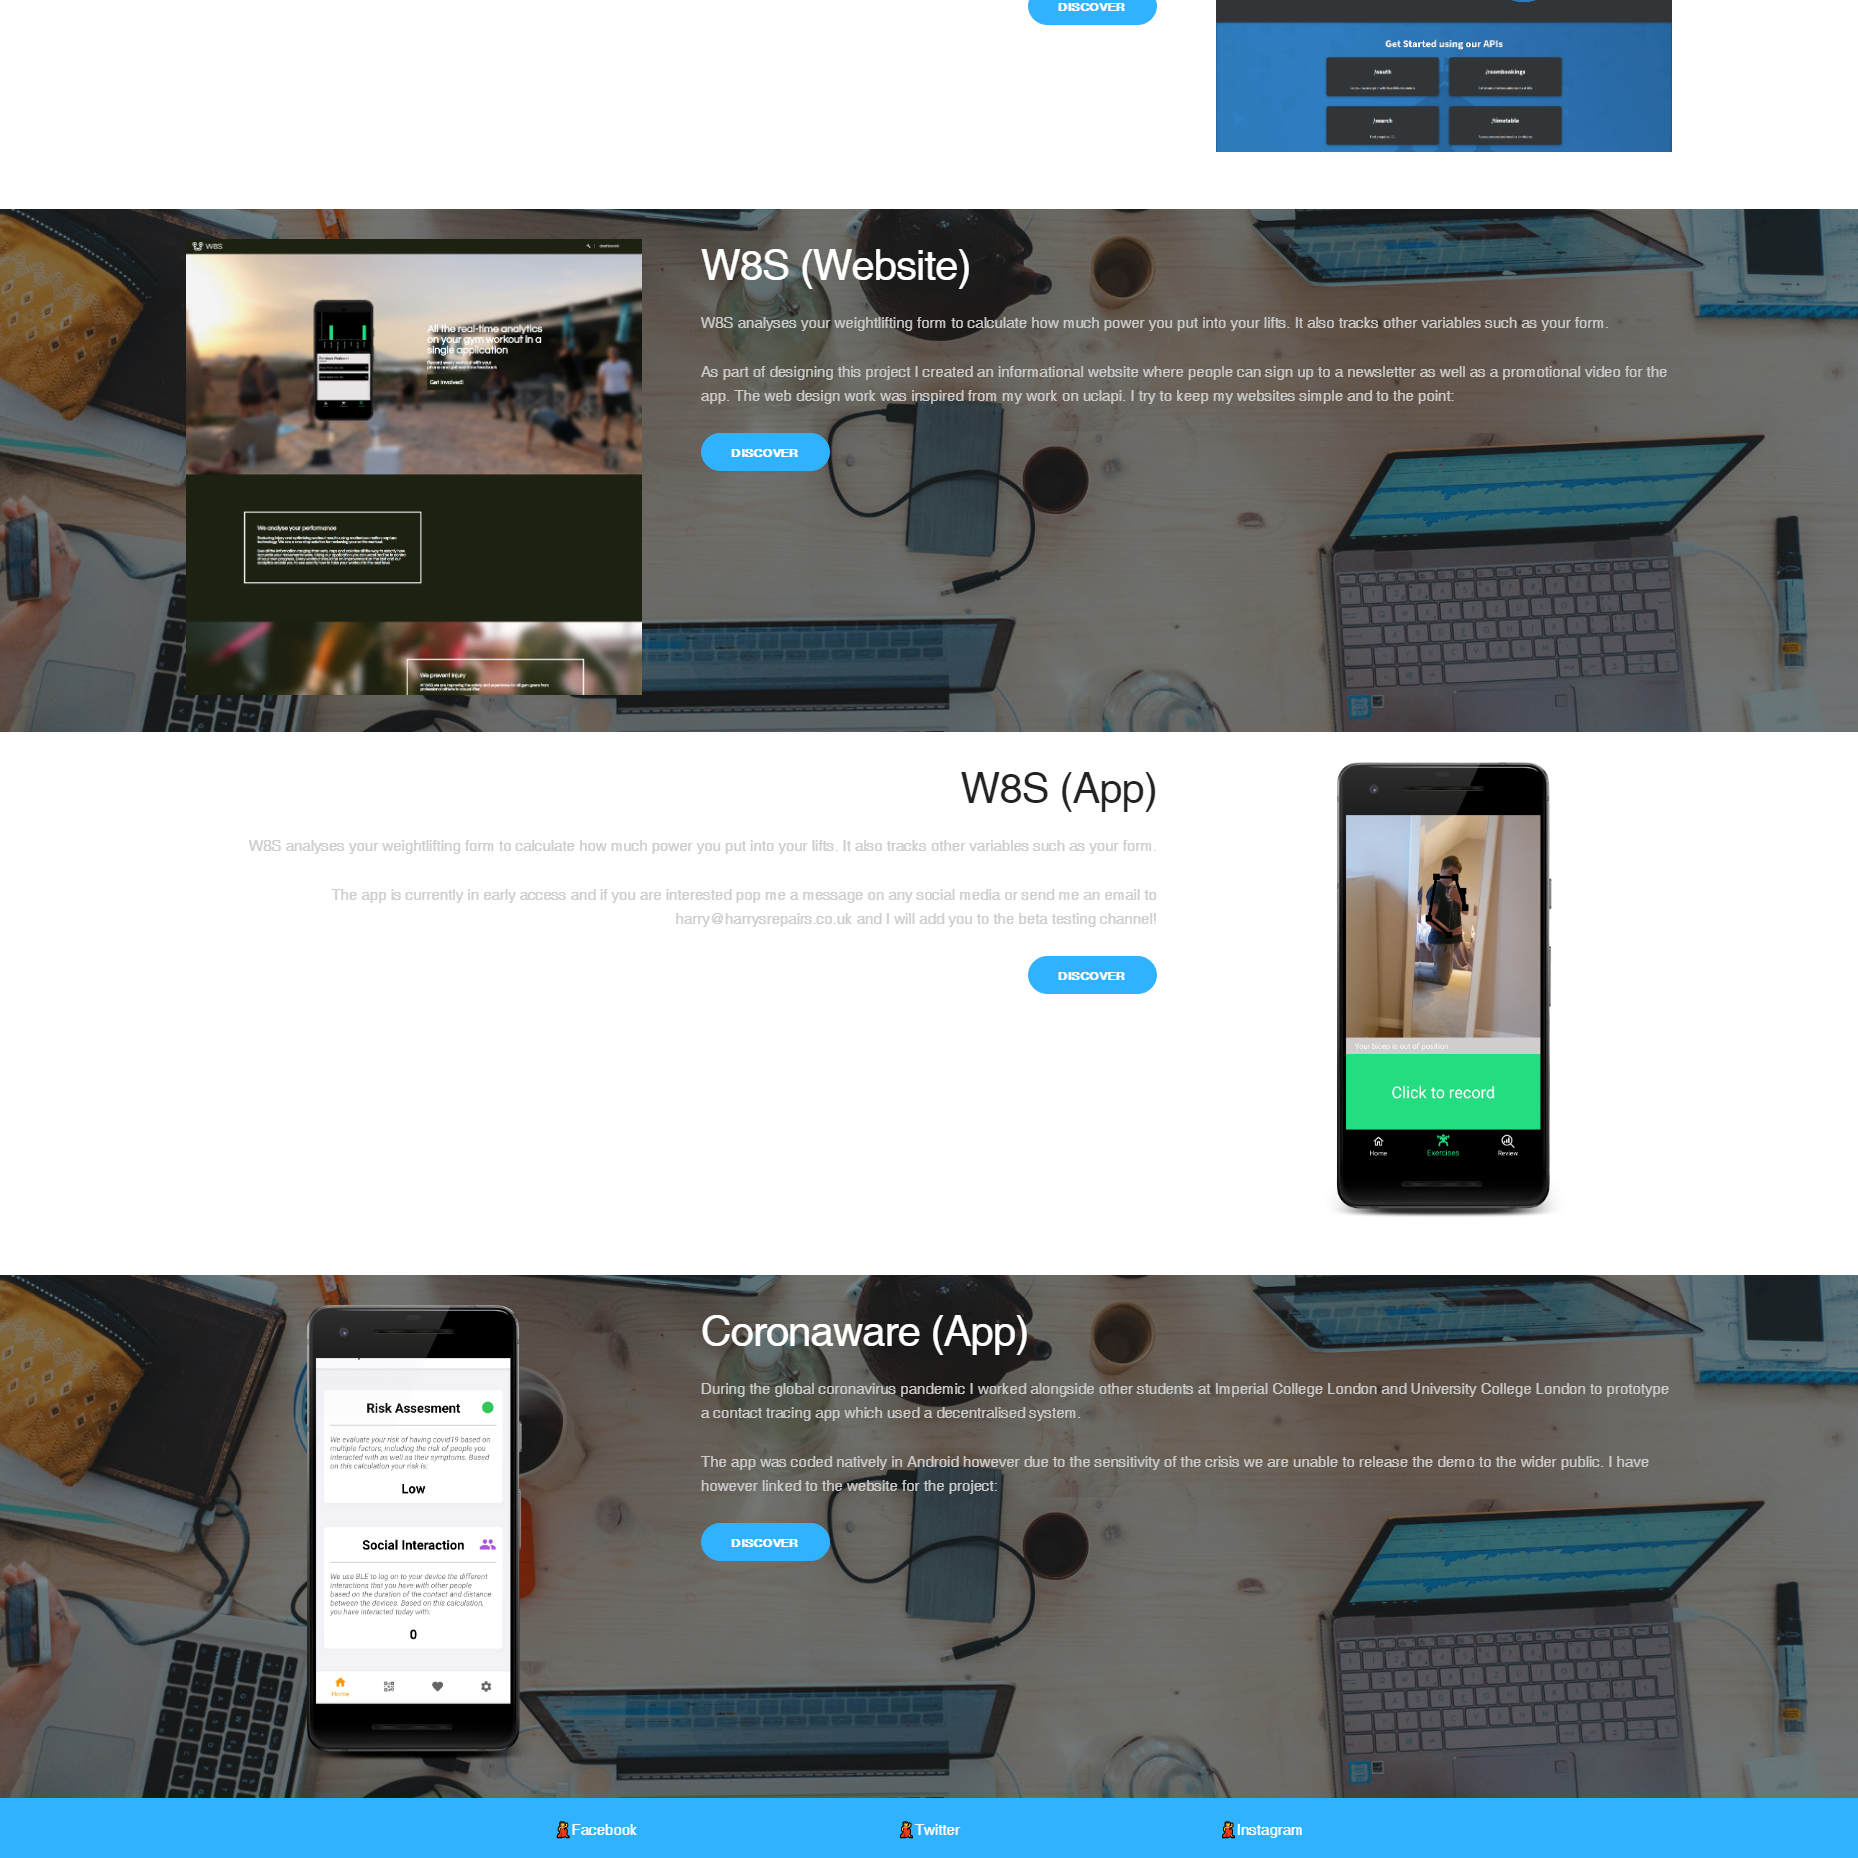 DISCOVER
Get Started using our APIs
/oauth
/roombookings
/search
/timetable
W8S
dashboard
All the real-time analytics
on your gym workout in a
single application
Record every workout with your
phone and get real-time feedback
Get Involved!
We analyse your performance
We prevent injury
W8S (Website)
W8S analyses your weightlifting form to calculate how much power you put into your lifts. It also tracks other variables such as your form.
As part of designing this project I created an informational website where people can sign up to a newsletter as well as a promotional video for the
app. The web design work was inspired from my work on uclapi. I try to keep my websites simple and to the point:
DISCOVER
W8S (App)
W8S analyses your weightlifting form to calculate how much power you put into your lifts. It also tracks other variables such as your form.
The app is currently in early access and if you are interested pop me a message on any social media or send me an email to
harry@harrysrepairs.co.uk and I will add you to the beta testing channel!
DISCOVER
Your bicep is out of position
Click to record
Home
Exercises
Review
Risk Assesment
We evaluate your risk of having covid19 based on
multiple factors, including the risk of people you
interacted with as well as their symptoms. Based
on this calculation your risk is:
Low
Social Interaction
We use BLE to log on to your device the different
interactions that you have with other people
based on the duration of the contact and distance
between the devices. Based on this calculation,
you have interacted today with:
0
Home
Coronaware (App)
During the global coronavirus pandemic I worked alongside other students at Imperial College London and University College London to prototype
a contact tracing app which used a decentralised system.
The app was coded natively in Android however due to the sensitivity of the crisis we are unable to release the demo to the wider public. I have
however linked to the website for the project:
DISCOVER
Facebook
Twitter
Instagram